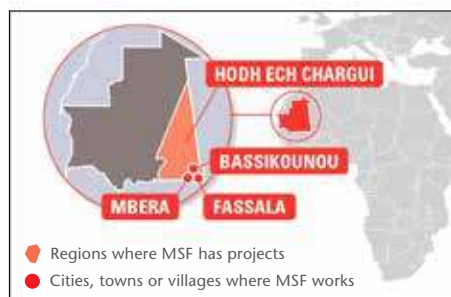 HODH ECH CHARGUI
BASSIKOUNOU
MBERA
FASSALA
Regions where MSF has projects
Cities, towns or villages where MSF works